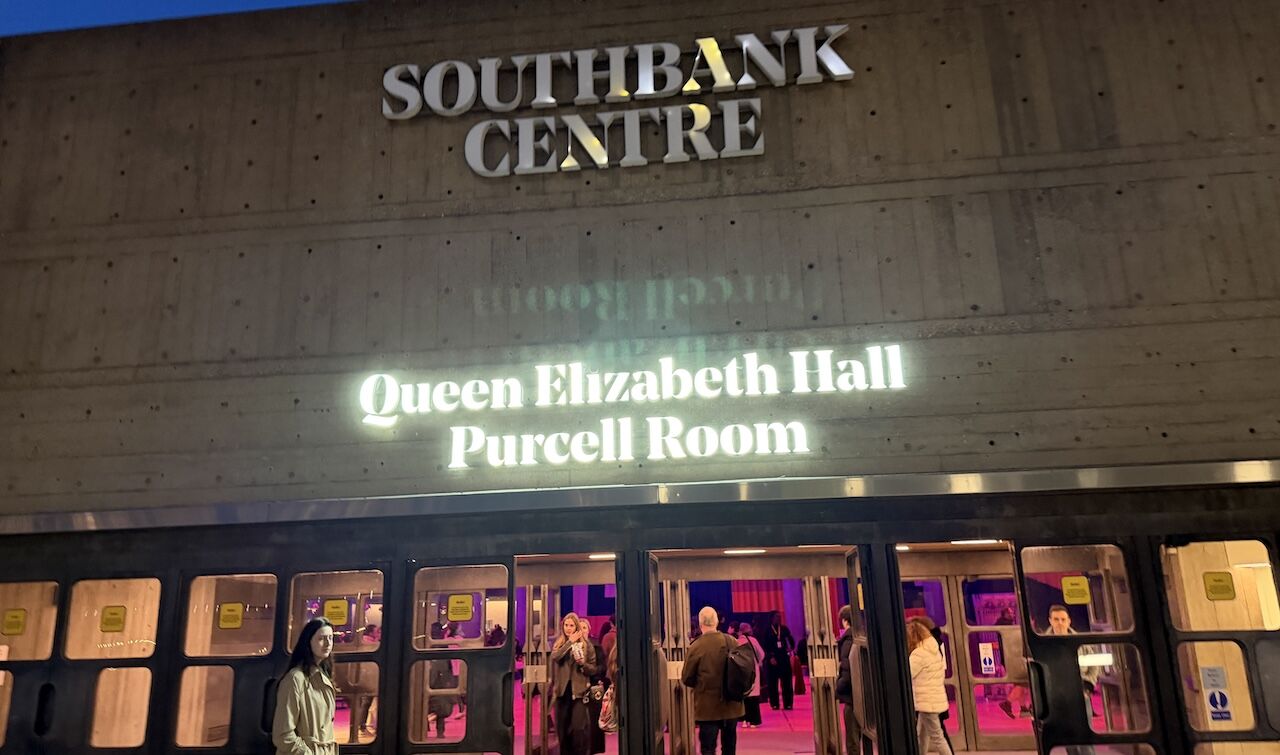 SOUTHBANK
CENTRE
Queen Elizabeth Hall
Purcell Room